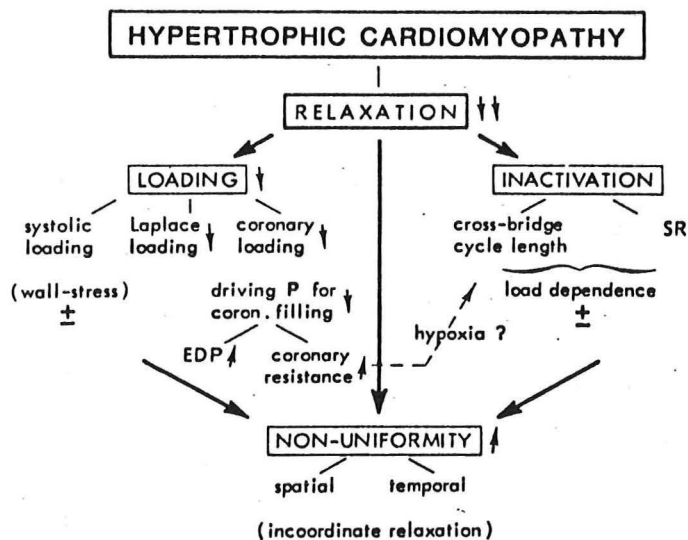 HYPERTROPHIC CARDIOMYOPATHY
RELAXATION ↓↓
LOADING ↓
INACTIVATION
systolic loading
Laplace loading ↓
coronary loading ↓
cross-bridge cycle length
SR
(wall-stress)
±
driving P for coron. filling ↓
load dependence
±
EDP ↑
coronary resistance ↑
hypoxia ?
NON-UNIFORMITY ↑
spatial
temporal
(incoordinate relaxation)